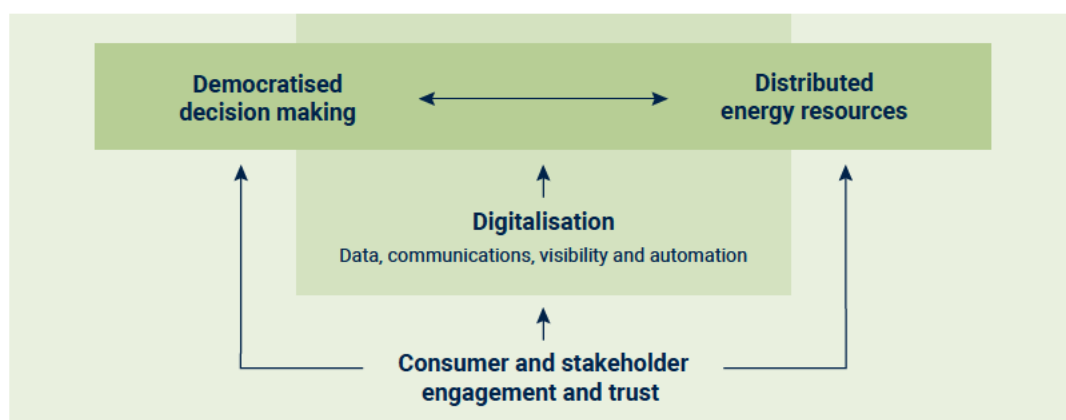 Democratised
decision making
Distributed
energy resources
Digitalisation
Data, communications, visibility and automation
Consumer and stakeholder
engagement and trust